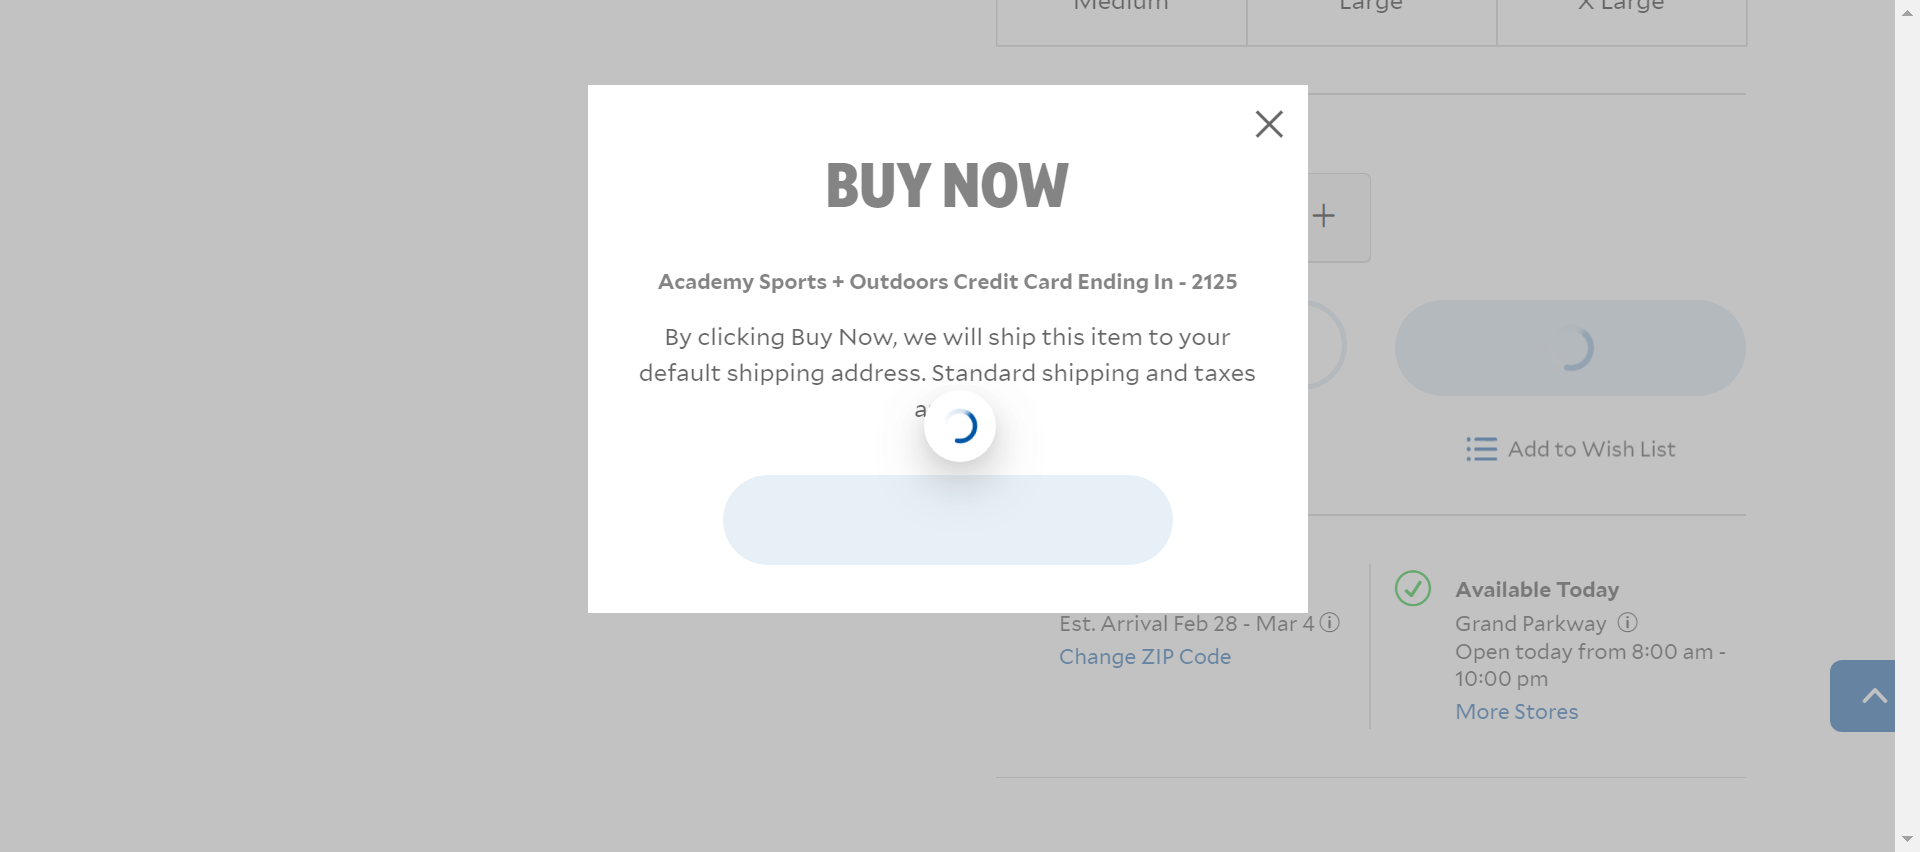 Medium
Large
X Large
BUY NOW
Academy Sports + Outdoors Credit Card Ending In - 2125
By clicking Buy Now, we will ship this item to your
default shipping address. Standard shipping and taxes
Add to Wish List
Est. Arrival Feb 28 - Mar 4
Change ZIP Code
Available Today
Grand Parkway
Open today from 8:00 am -
10:00 pm
More Stores